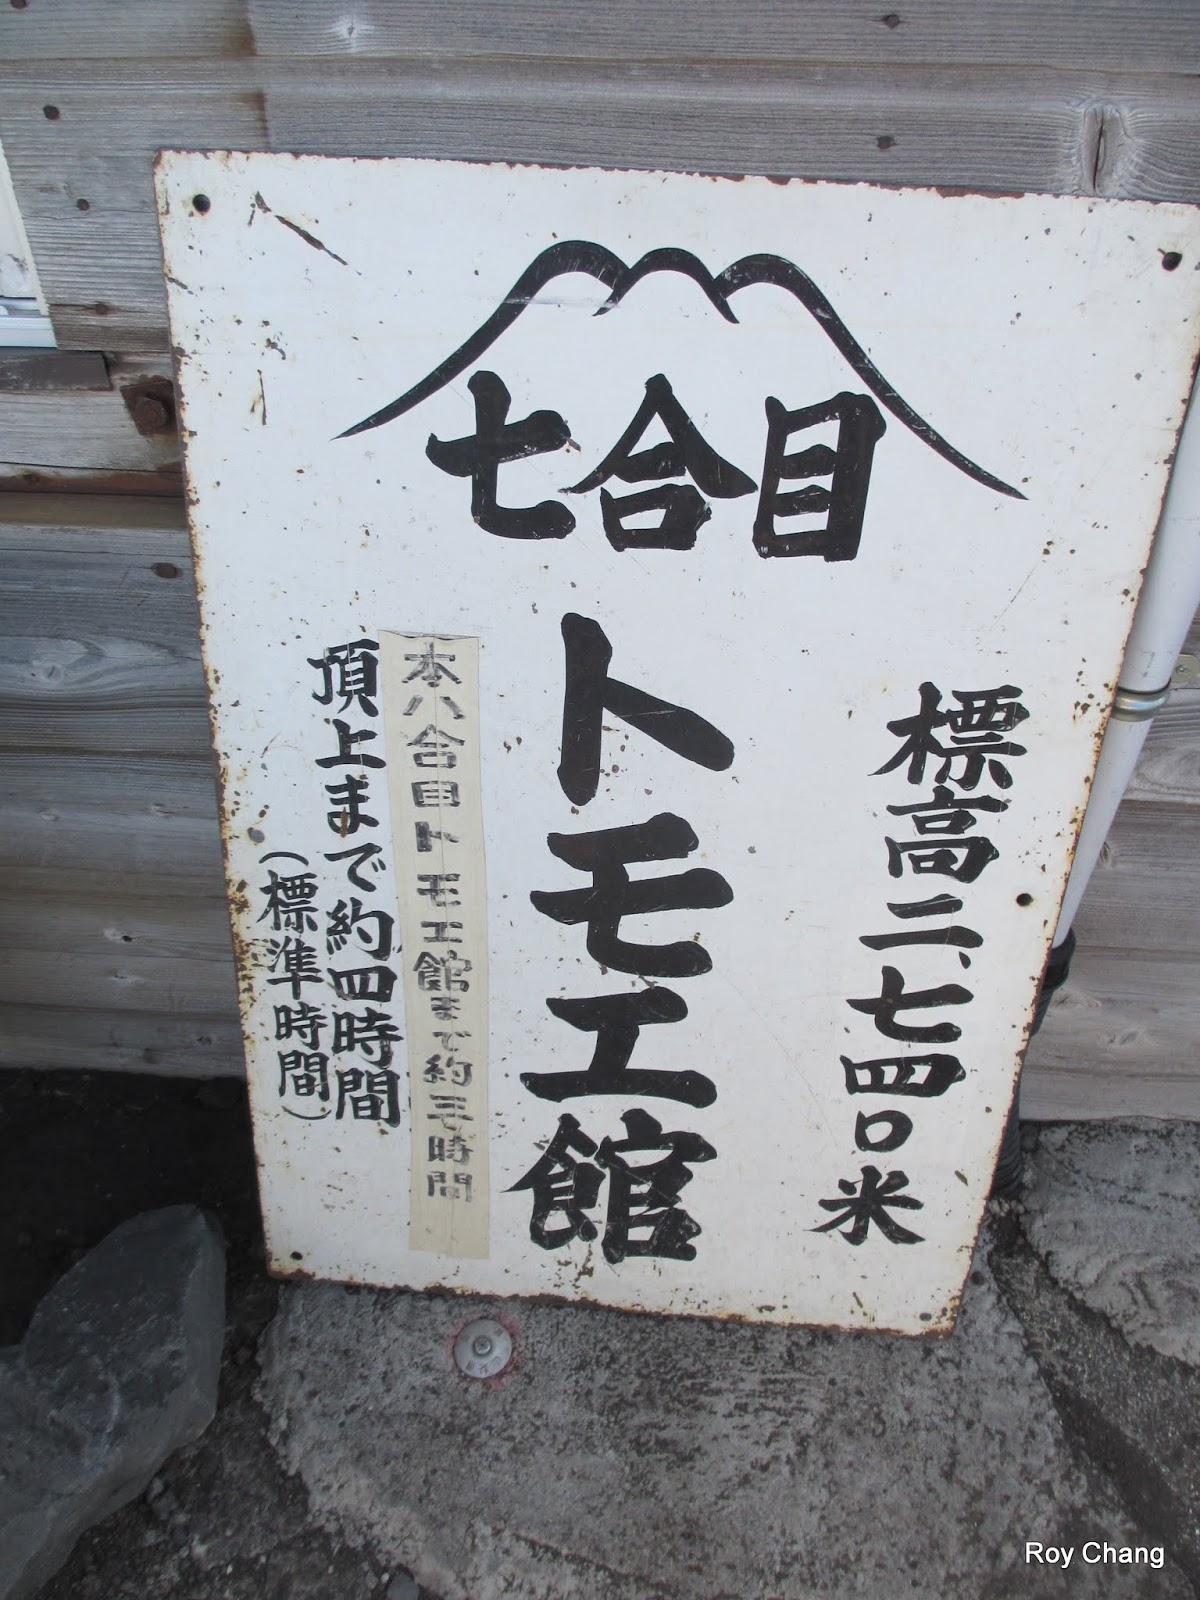 七合目
標高二、七四〇米
トモエ館
本八合目トモエ館まで約三時間
頂上まで約四時間
(標準時間)
Roy Chang